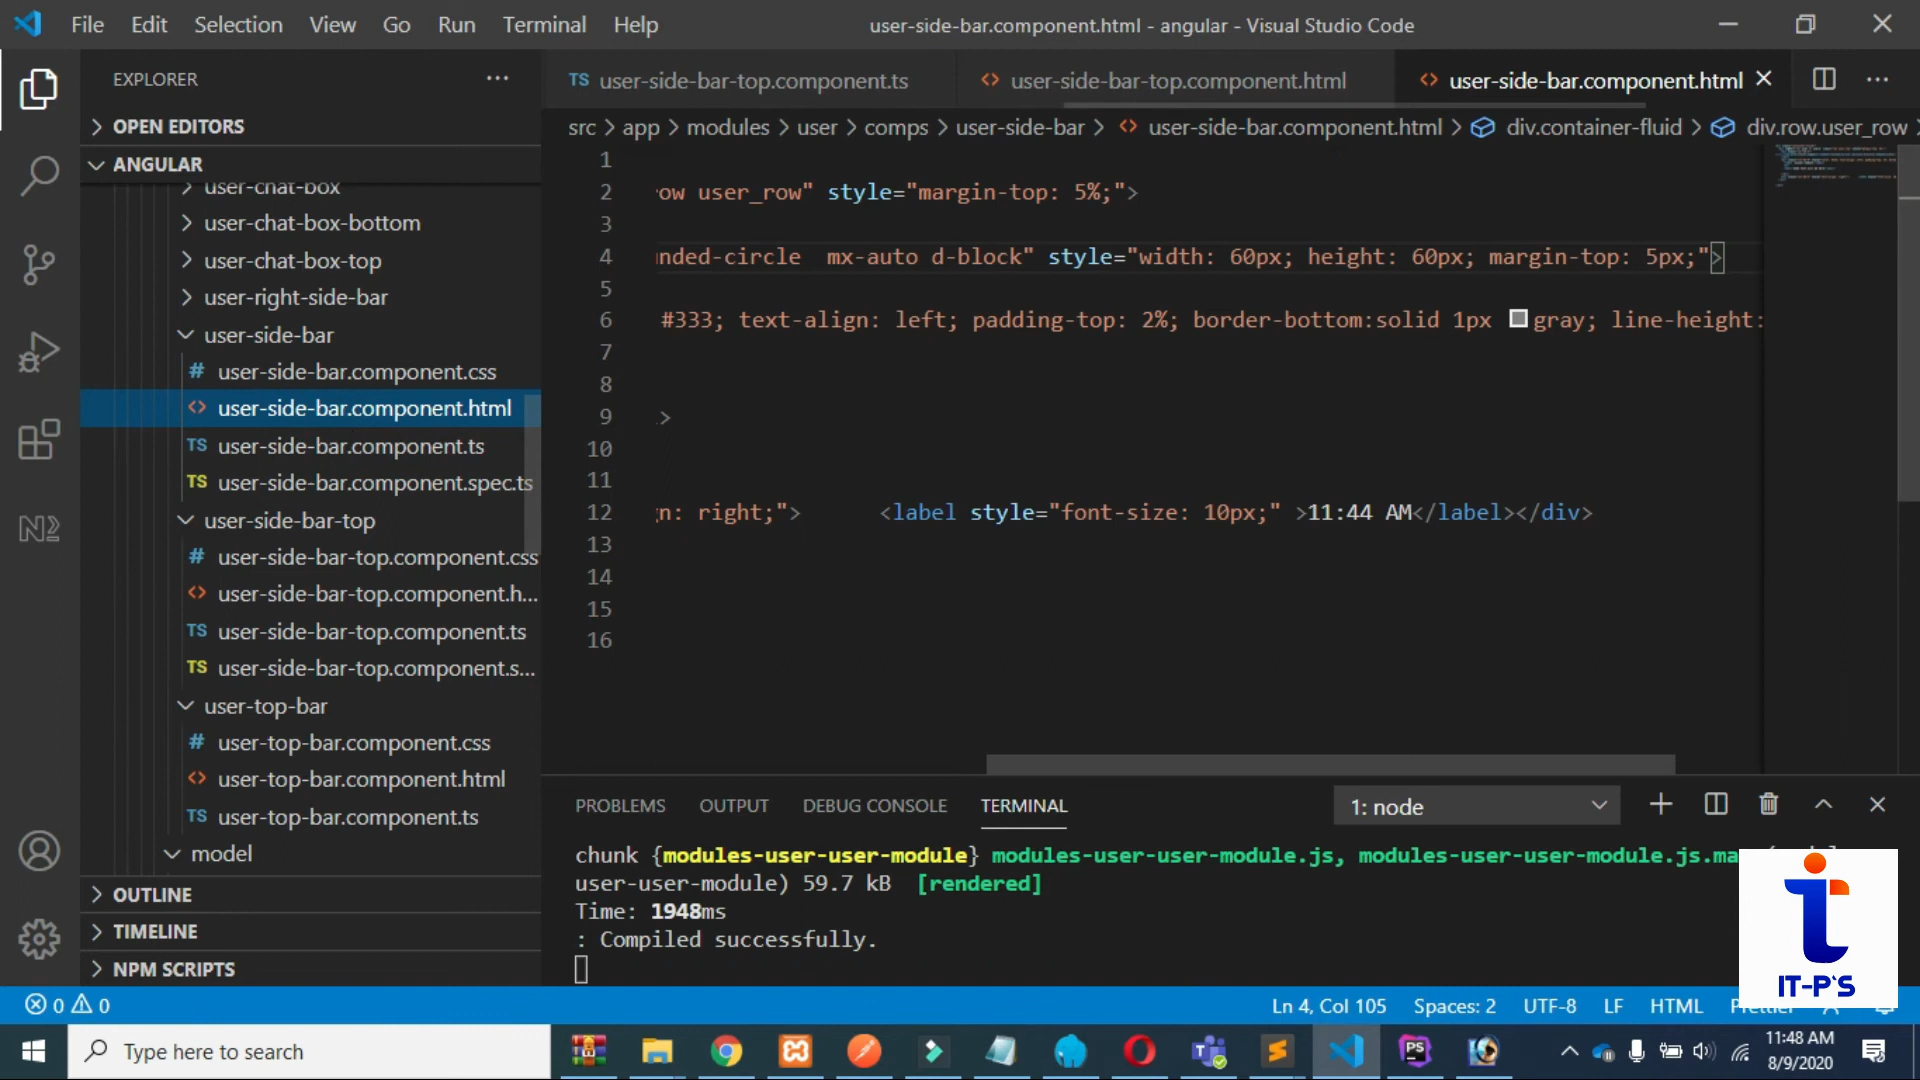 File Edit Selection View Go Run Terminal Help
user-side-bar.component.html - angular - Visual Studio Code
EXPLORER
TS user-side-bar-top.component.ts
<> user-side-bar-top.component.html
<> user-side-bar.component.html
OPEN EDITORS
src > app > modules > user > comps > user-side-bar > <> user-side-bar.component.html > div.container-fluid > div.row.user_row >
ANGULAR
user-chat-box
user-chat-box-bottom
user-chat-box-top
user-right-side-bar
user-side-bar
# user-side-bar.component.css
<> user-side-bar.component.html
TS user-side-bar.component.ts
TS user-side-bar.component.spec.ts
user-side-bar-top
# user-side-bar-top.component.css
<> user-side-bar-top.component.h...
TS user-side-bar-top.component.ts
TS user-side-bar-top.component.s...
user-top-bar
# user-top-bar.component.css
<> user-top-bar.component.html
TS user-top-bar.component.ts
model
OUTLINE
TIMELINE
NPM SCRIPTS
1
2 row user_row" style="margin-top: 5%;">
3
4 nded-circle  mx-auto d-block" style="width: 60px; height: 60px; margin-top: 5px;">
5
6 #333; text-align: left; padding-top: 2%; border-bottom:solid 1px gray; line-height:
7
8
9 >
10
11
12 n: right;">      <label style="font-size: 10px;" >11:44 AM</label></div>
13
14
15
16
PROBLEMS OUTPUT DEBUG CONSOLE TERMINAL
1: node
chunk {modules-user-user-module} modules-user-user-module.js, modules-user-user-module.js.ma
user-user-module) 59.7 kB  [rendered]
Time: 1948ms
: Compiled successfully.
IT-P'S
0 0
Ln 4, Col 105 Spaces: 2 UTF-8 LF HTML Prettier
Type here to search
PS
11:48 AM
8/9/2020